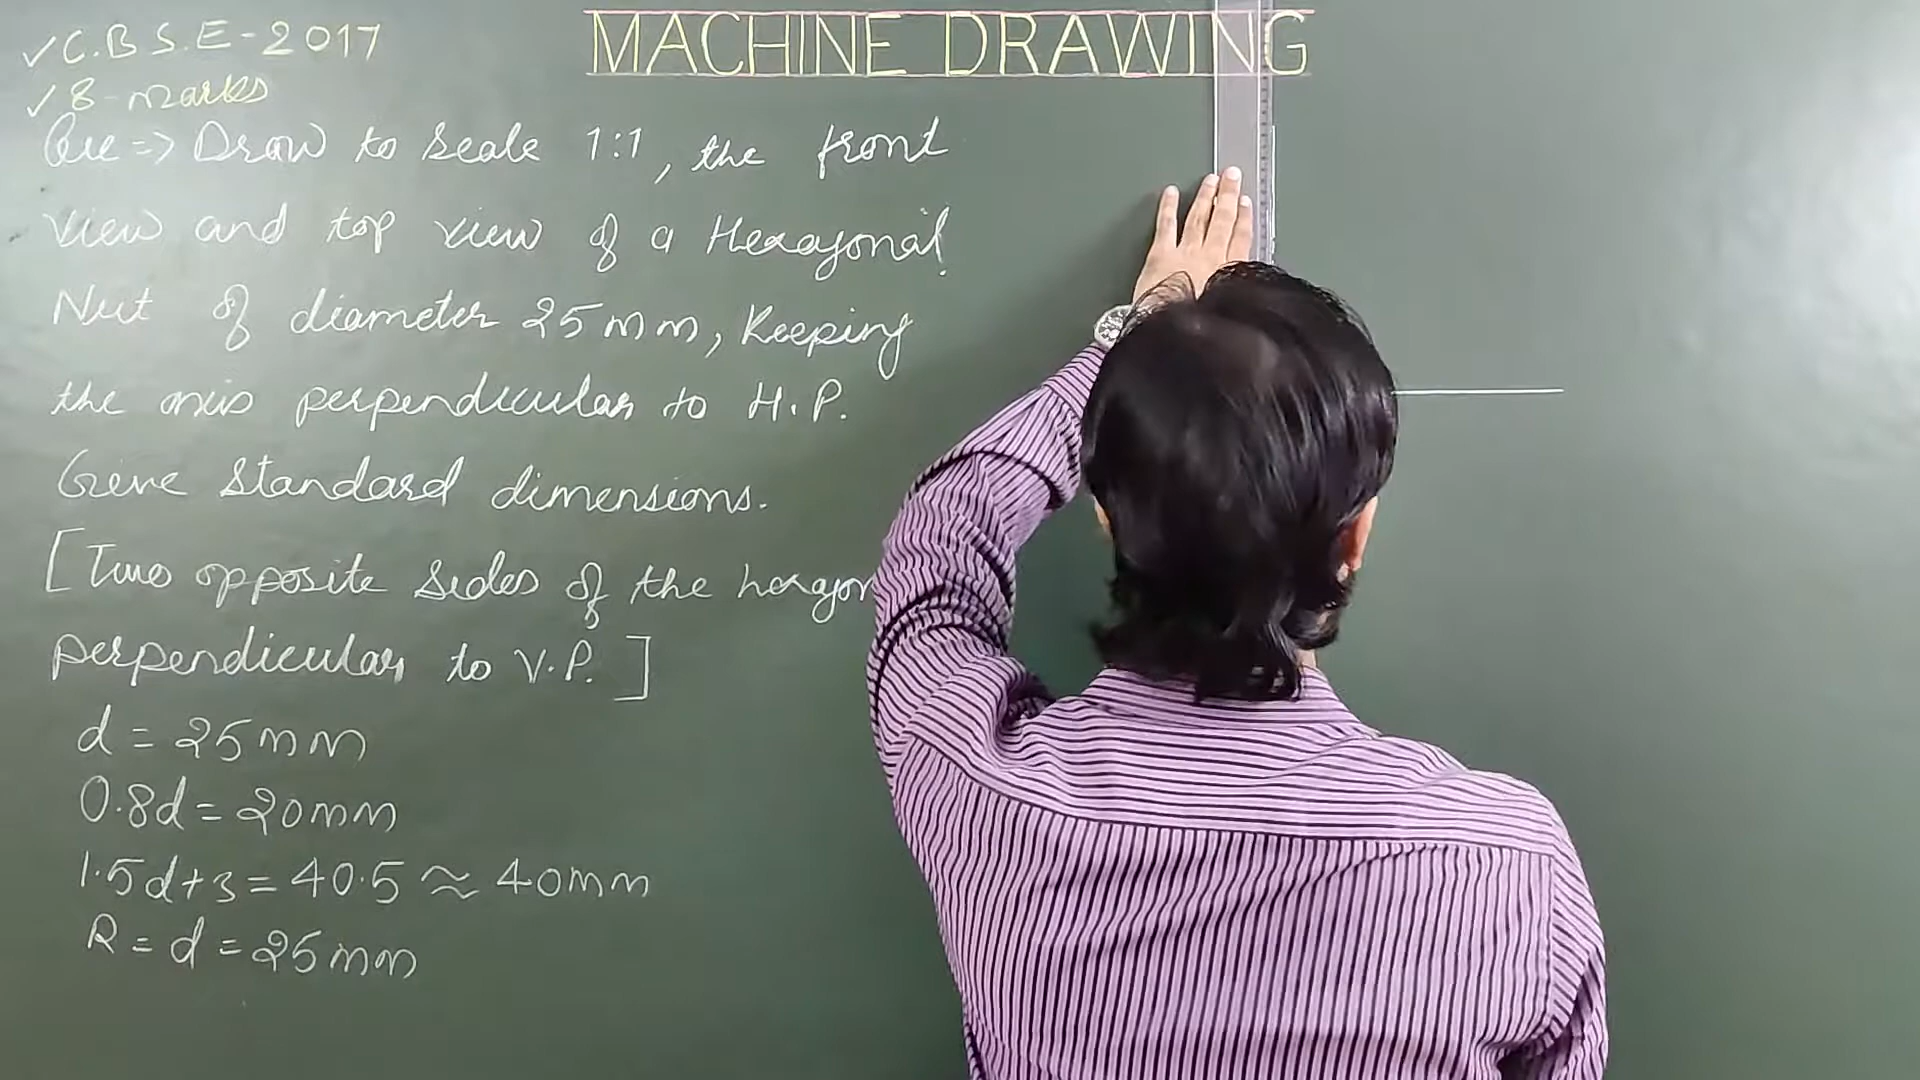 MACHINE DRAWING
✓C.B.S.E-2017
✓8-marks
Que => Draw to Scale 1:1, the front
view and top view of a Hexagonal
Nut of diameter 25mm, Keeping
the axis perpendicular to H.P.
Give Standard dimensions.
[Two opposite sides of the hexagon
perpendicular to V.P.]
d = 25mm
0.8d = 20mm
1.5d+3 = 40.5 ≈ 40mm
R = d = 25mm